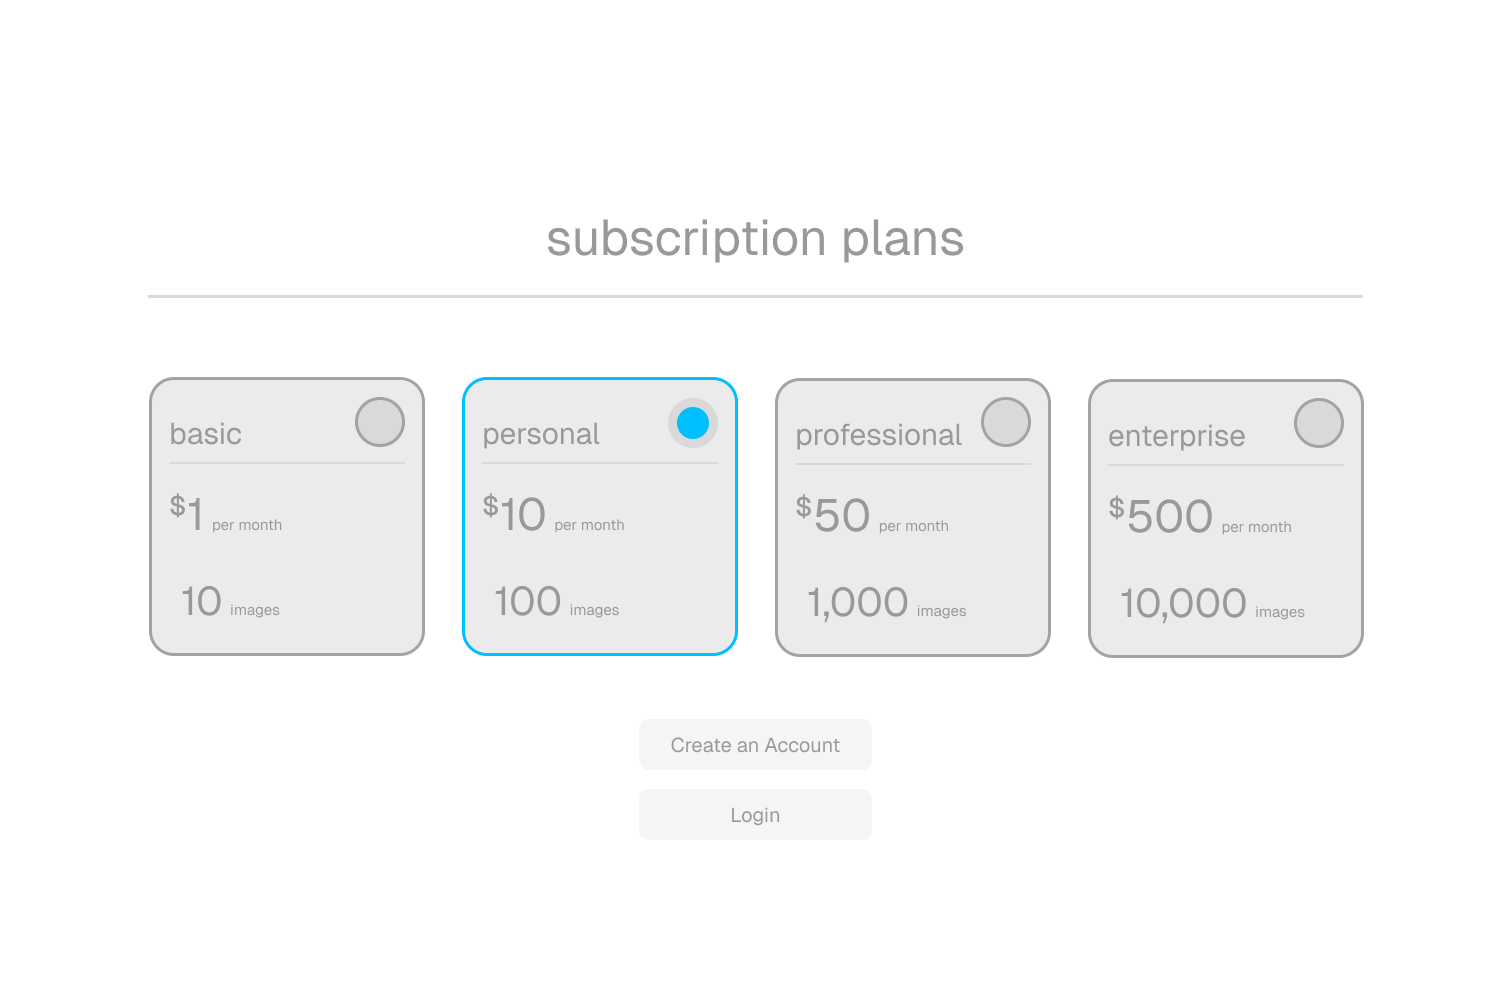 subscription plans
basic
$1 per month
10 images
personal
$10 per month
100 images
professional
$50 per month
1,000 images
enterprise
$500 per month
10,000 images
Create an Account
Login